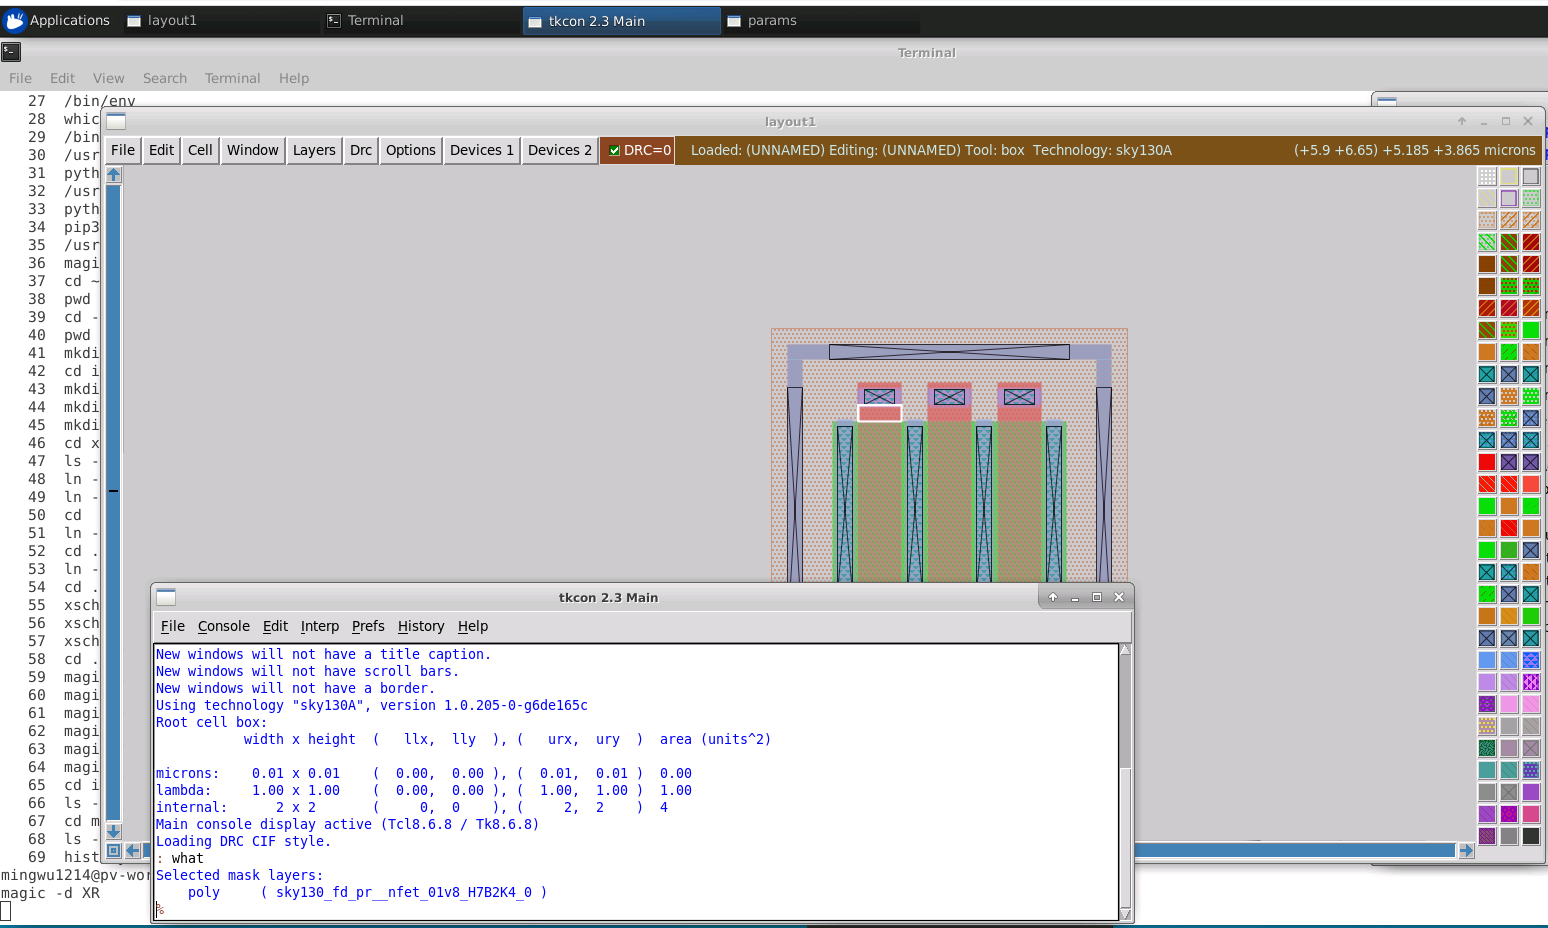 Applications
layout1
Terminal
tkcon 2.3 Main
params
Terminal
File Edit View Search Terminal Help
27 /bin/env
28 whic
29 /bin
30 /usr
31 pyth
32 /usr
33 pyth
34 pip3
35 /usr
36 magi
37 cd ~
38 pwd
39 cd -
40 pwd
41 mkdi
42 cd i
43 mkdi
44 mkdi
45 mkdi
46 cd x
47 ls -
48 ln -
49 ln -
50 cd
51 ln -
52 cd .
53 ln -
54 cd .
55 xsch
56 xsch
57 xsch
58 cd .
59 magi
60 magi
61 magi
62 magi
63 magi
64 magi
65 cd i
66 ls -
67 cd m
68 ls -
69 hist
mingwu1214@pv-wor
magic -d XR
layout1
File Edit Cell Window Layers Drc Options Devices 1 Devices 2 DRC=0 Loaded: (UNNAMED) Editing: (UNNAMED) Tool: box Technology: sky130A (+5.9 +6.65) +5.185 +3.865 microns
tkcon 2.3 Main
File Console Edit Interp Prefs History Help
New windows will not have a title caption.
New windows will not have scroll bars.
New windows will not have a border.
Using technology "sky130A", version 1.0.205-0-g6de165c
Root cell box:
width x height ( llx, lly ), ( urx, ury ) area (units^2)
microns: 0.01 x 0.01 ( 0.00, 0.00 ), ( 0.01, 0.01 ) 0.00
lambda: 1.00 x 1.00 ( 0.00, 0.00 ), ( 1.00, 1.00 ) 1.00
internal: 2 x 2 ( 0, 0 ), ( 2, 2 ) 4
Main console display active (Tcl8.6.8 / Tk8.6.8)
Loading DRC CIF style.
: what
Selected mask layers:
poly ( sky130_fd_pr__nfet_01v8_H7B2K4_0 )
%